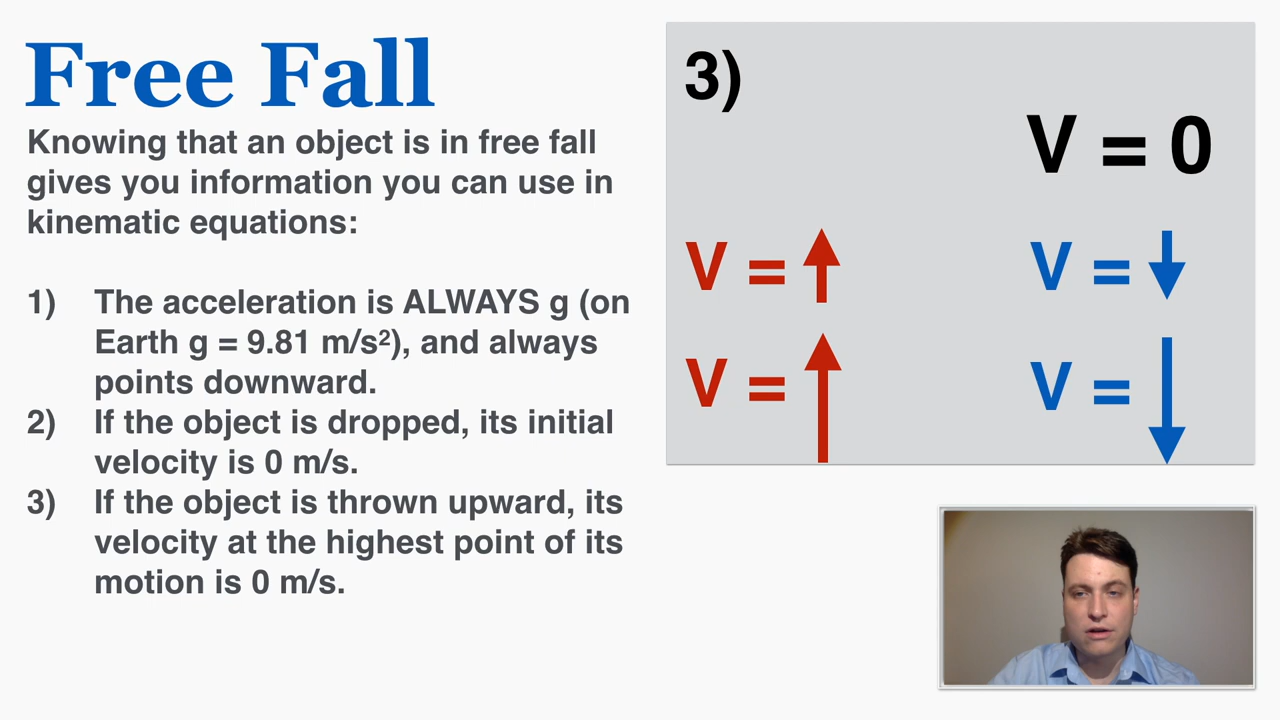 Free Fall
Knowing that an object is in free fall
gives you information you can use in
kinematic equations:
1) The acceleration is ALWAYS g (on
Earth g = 9.81 m/s²), and always
points downward.
2) If the object is dropped, its initial
velocity is 0 m/s.
3) If the object is thrown upward, its
velocity at the highest point of its
motion is 0 m/s.
3)
V = 0
V =
V =
V =
V =